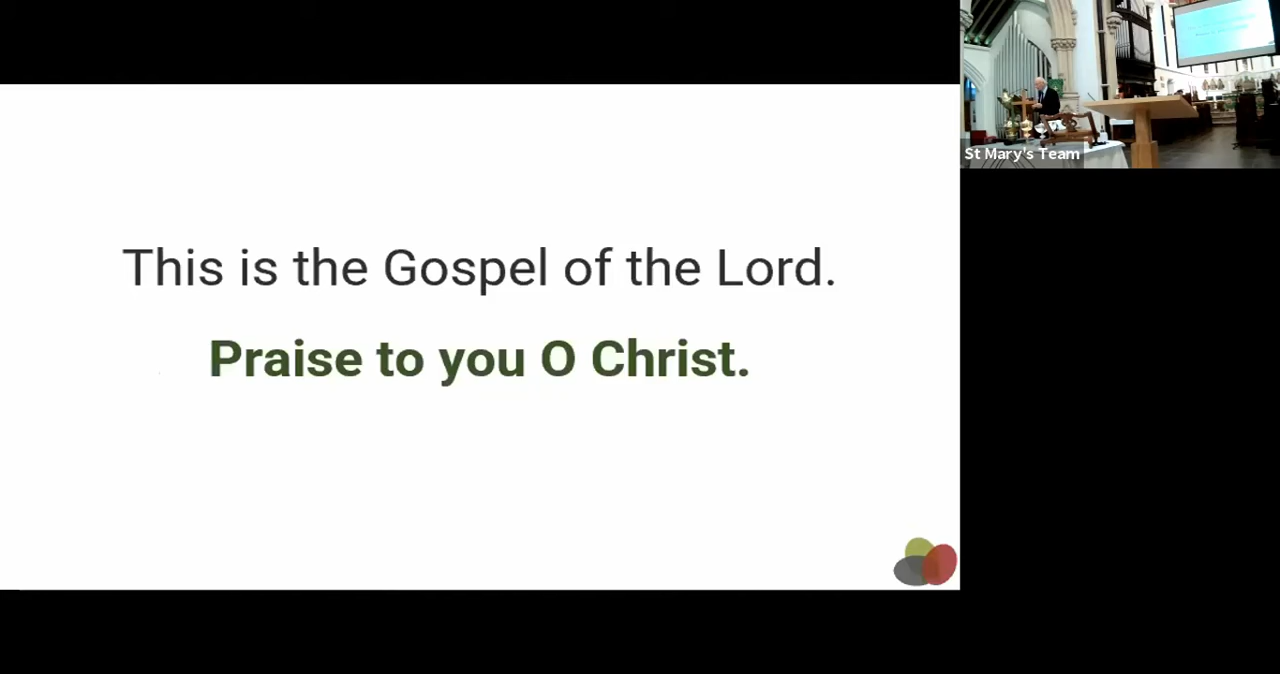 This is the Gospel of the Lord.
Praise to you O Christ.
St Mary's Team